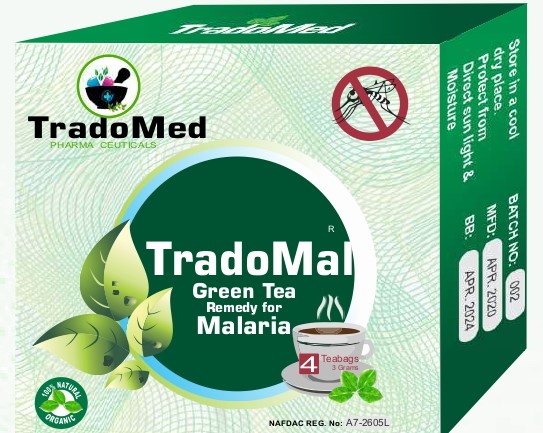 TradoMed
TradoMed
PHARMA CEUTICALS
R
TradoMal
Green Tea
Remedy for
Malaria
4 Teabags
3 Grams
100% NATURAL
ORGANIC
NAFDAC REG. No: A7-2605L
Store in a cool
dry place.
Protect from
Direct sun light &
Moisture
BATCH NO: 002
MFD: APR. 2020
BB: APR. 2024